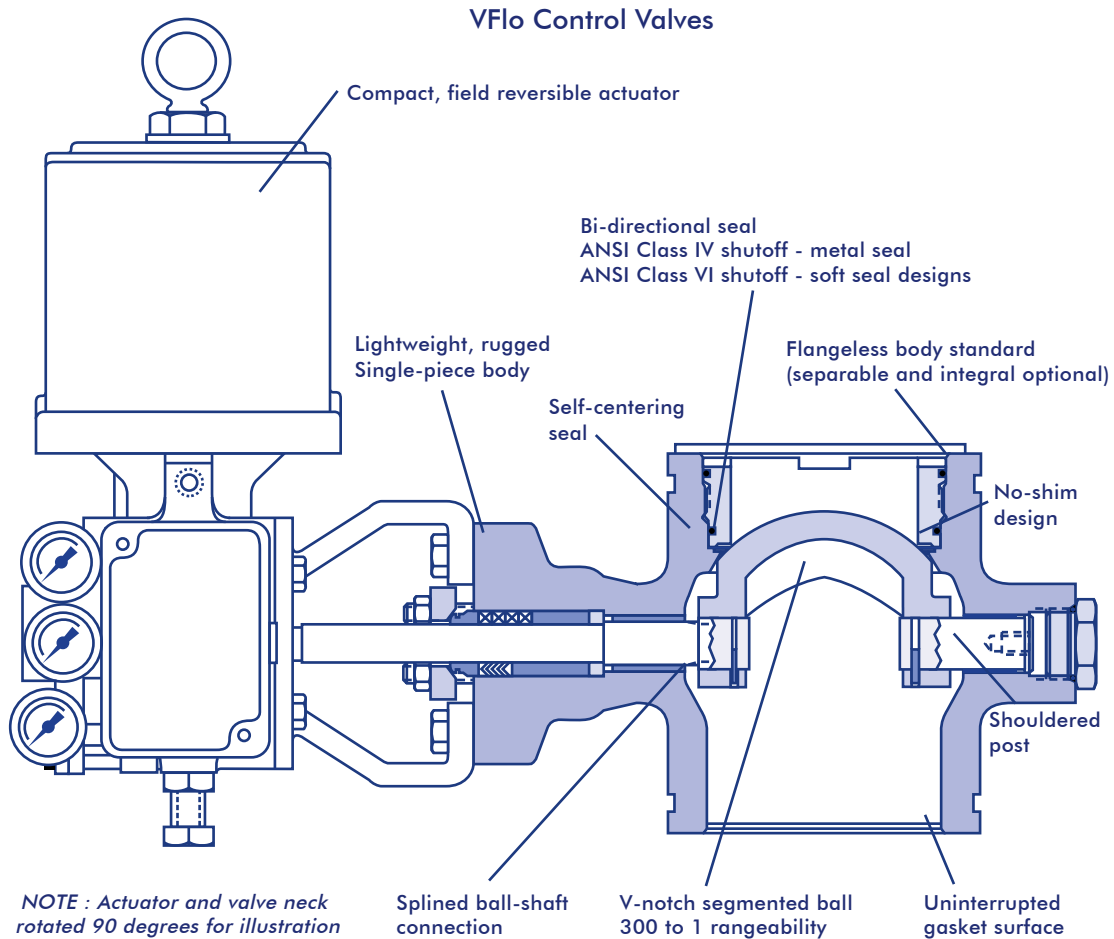 VFlo Control Valves
Compact, field reversible actuator
Bi-directional seal
ANSI Class IV shutoff - metal seal
ANSI Class VI shutoff - soft seal designs
Lightweight, rugged
Single-piece body
Flangeless body standard
(separable and integral optional)
Self-centering
seal
No-shim
design
Shouldered
post
NOTE : Actuator and valve neck
rotated 90 degrees for illustration
Splined ball-shaft
connection
V-notch segmented ball
300 to 1 rangeability
Uninterrupted
gasket surface